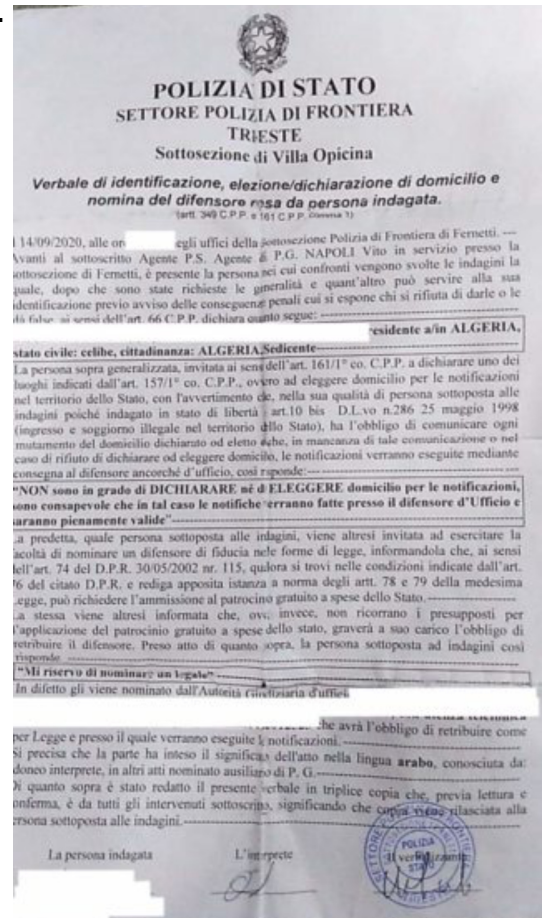 POLIZIA DI STATO
SETTORE POLIZIA DI FRONTIERA
TRIESTE
Sottosezione di Villa Opicina
Verbale di identificazione, elezione/dichiarazione di domicilio e
nomina del difensore resa da persona indagata.
(artt. 349 C.P.P. e 161 C.P.P. comma 1)
l 14/09/2020, alle or egli uffici della sottosezione Polizia di Frontiera di Fernetti. ---
Avanti al sottoscritto Agente P.S. Agente di P.G. NAPOLI Vito in servizio presso la
sottosezione di Fernetti, è presente la persona nei cui confronti vengono svolte le indagini la
quale, dopo che sono state richieste le generalità e quant'altro può servire alla sua
identificazione previo avviso delle conseguenze penali cui si espone chi si rifiuta di darle o le
dà false, ai sensi dell'art. 66 C.P.P. dichiara quanto segue:
esidente a/in ALGERIA,
stato civile: celibe, cittadinanza: ALGERIA, Sedicente
La persona sopra generalizzata, invitata ai sensi dell'art. 161/1° co. C.P.P. a dichiarare uno dei
luoghi indicati dall'art. 157/1° co. C.P.P., ovvero ad eleggere domicilio per le notificazioni
nel territorio dello Stato, con l'avvertimento che, nella sua qualità di persona sottoposta alle
indagini poiché indagato in stato di libertà art.10 bis D.L.vo n.286 25 maggio 1998
(ingresso e soggiorno illegale nel territorio dllo Stato), ha l'obbligo di comunicare ogni
mutamento del domicilio dichiarato od eletto e che, in mancanza di tale comunicazione o nel
caso di rifiuto di dichiarare od eleggere domicilio, le notificazioni verranno eseguite mediante
consegna al difensore ancorché d'ufficio, così risponde:
"NON sono in grado di DICHIARARE né d ELEGGERE domicilio per le notificazioni,
sono consapevole che in tal caso le notifiche verranno fatte presso il difensore d'Ufficio e
saranno pienamente valide"
La predetta, quale persona sottoposta alle indagini, viene altresì invitata ad esercitare la
facoltà di nominare un difensore di fiducia nelle forme di legge, informandola che, ai sensi
dell'art. 74 del D.P.R. 30/05/2002 nr. 115, qualora si trovi nelle condizioni indicate dall'art.
76 del citato D.P.R. e rediga apposita istanza a norma degli artt. 78 e 79 della medesima
Legge, può richiedere l'ammissione al patrocino gratuito a spese dello Stato.
La stessa viene altresì informata che, ove, invece, non ricorrano i presupposti per
l'applicazione del patrocinio gratuito a spese dello stato, graverà a suo carico l'obbligo di
retribuire il difensore. Preso atto di quanto sopra, la persona sottoposta ad indagini così
risponde
"Mi riservo di nominare un legale"
In difetto gli viene nominato dall'Autorità Giudiziaria d'uffici
che avrà l'obbligo di retribuire come
per Legge e presso il quale verranno eseguite le notificazioni.
Si precisa che la parte ha inteso il significato dell'atto nella lingua arabo, conosciuta da:
idoneo interprete, in altri atti nominato ausiliario di P. G.
Di quanto sopra è stato redatto il presente verbale in triplice copia che, previa lettura e
conferma, è da tutti gli intervenuti sottoscritto, significando che copia viene rilasciata alla
persona sottoposta alle indagini.
La persona indagata L'interprete Il verbalizzante
POLIZIA
DI
STATO